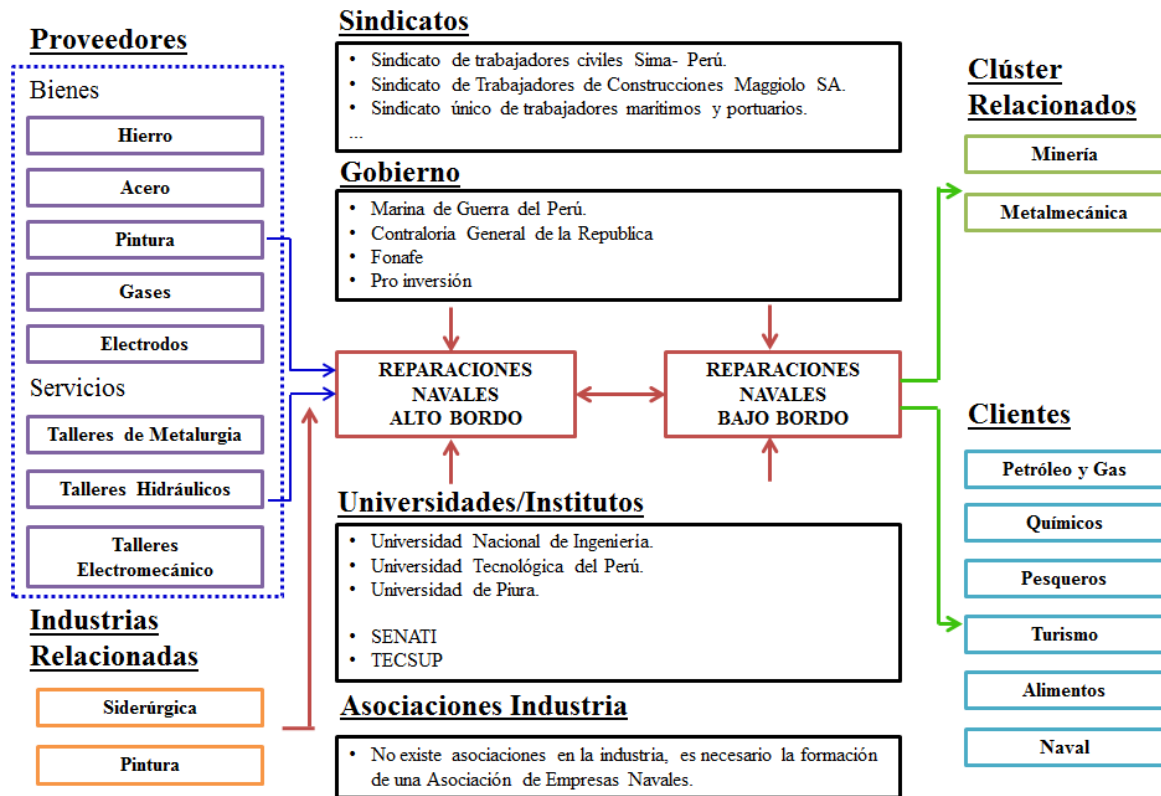 Proveedores
Bienes
Hierro
Acero
Pintura
Gases
Electrodos
Servicios
Talleres de Metalurgia
Talleres Hidráulicos
Talleres
Electromecánico
Industrias
Relacionadas
Siderúrgica
Pintura
Sindicatos
• Sindicato de trabajadores civiles Sima- Perú.
• Sindicato de Trabajadores de Construcciones Maggiolo SA.
• Sindicato único de trabajadores marítimos y portuarios.
...
Gobierno
• Marina de Guerra del Perú.
• Contraloría General de la Republica
• Fonafe
• Pro inversión
REPARACIONES
NAVALES
ALTO BORDO
REPARACIONES
NAVALES
BAJO BORDO
Universidades/Institutos
• Universidad Nacional de Ingeniería.
• Universidad Tecnológica del Perú.
• Universidad de Piura.
• SENATI
• TECSUP
Asociaciones Industria
• No existe asociaciones en la industria, es necesario la formación
de una Asociación de Empresas Navales.
Clúster
Relacionados
Minería
Metalmecánica
Clientes
Petróleo y Gas
Químicos
Pesqueros
Turismo
Alimentos
Naval